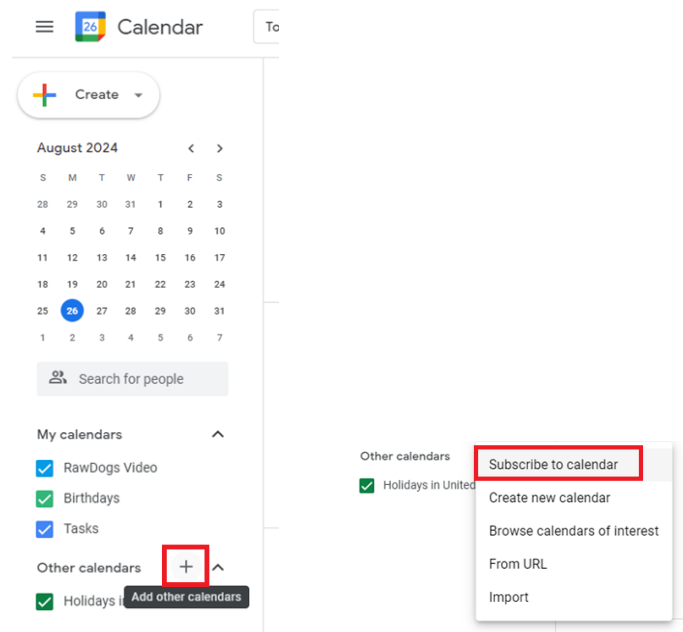 26 Calendar To
Create
August 2024
S M T W T F S
28 29 30 31 1 2 3
4 5 6 7 8 9 10
11 12 13 14 15 16 17
18 19 20 21 22 23 24
25 26 27 28 29 30 31
1 2 3 4 5 6 7
Search for people
My calendars
RawDogs Video
Birthdays
Tasks
Other calendars
Add other calendars
Holidays i
Other calendars
Holidays in United
Subscribe to calendar
Create new calendar
Browse calendars of interest
From URL
Import